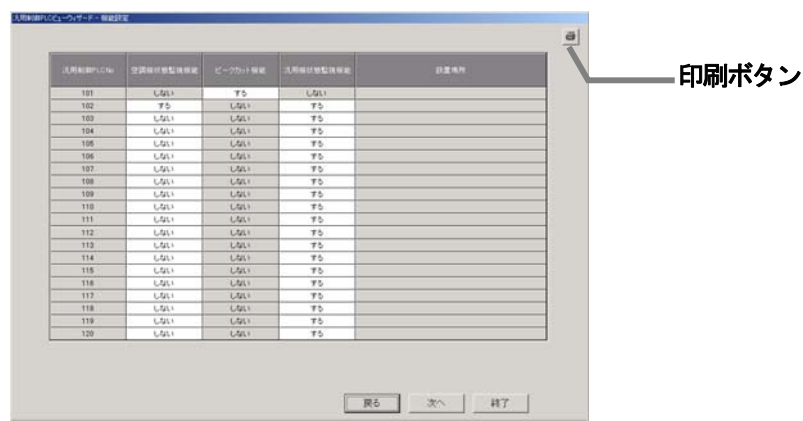 汎用制御PLCビューウィザード - 機能設定
印刷ボタン
汎用制御PLCNo 空調機状態監視機能 ピークカット機能 汎用機状態監視機能 設置場所
101 しない する しない
102 する しない する
103 しない しない する
104 しない しない する
105 しない しない する
106 しない しない する
107 しない しない する
108 しない しない する
109 しない しない する
110 しない しない する
111 しない しない する
112 しない しない する
113 しない しない する
114 しない しない する
115 しない しない する
116 しない しない する
117 しない しない する
118 しない しない する
119 しない しない する
120 しない しない する
戻る 次へ 終了